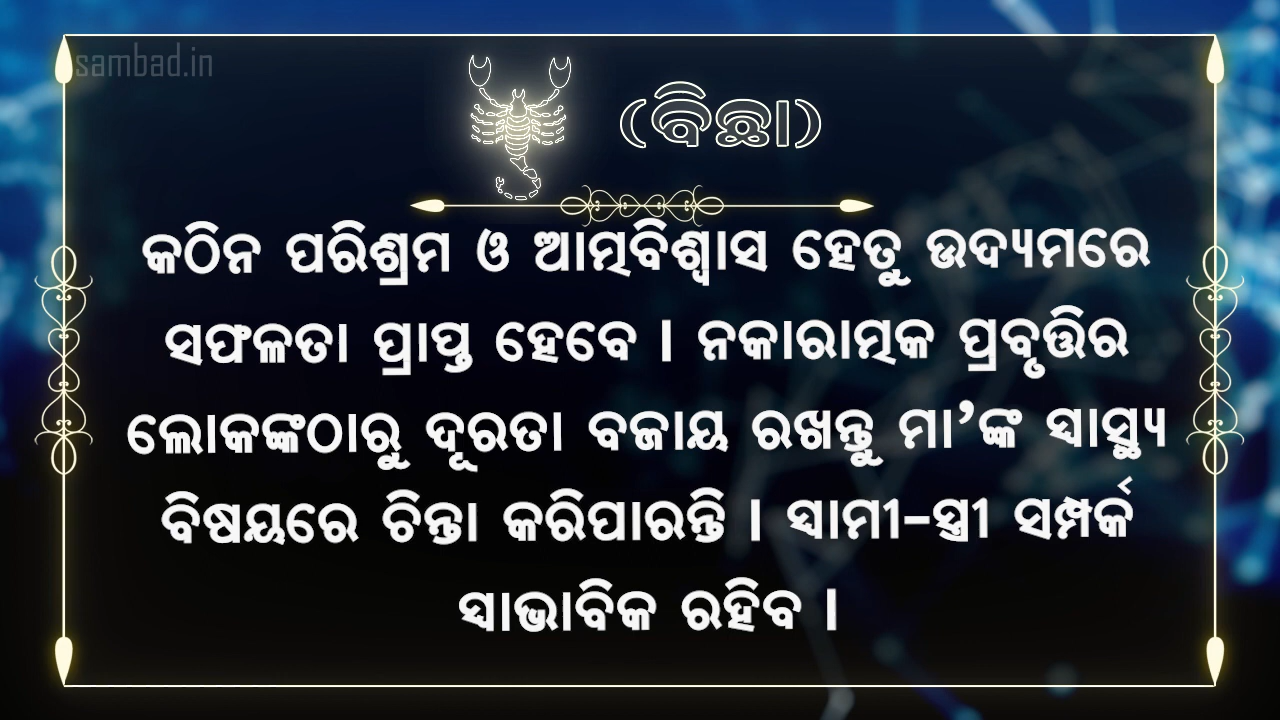 sambad.in
(ବିଛା)
କଠିନ ପରିଶ୍ରମ ଓ ଆତ୍ମବିଶ୍ୱାସ ହେତୁ ଉଦ୍ୟମରେ
ସଫଳତା ପ୍ରାପ୍ତ ହେବେ । ନକାରାତ୍ମକ ପ୍ରବୃତ୍ତିର
ଲୋକଙ୍କଠାରୁ ଦୂରତା ବଜାୟ ରଖନ୍ତୁ ମା’ଙ୍କ ସ୍ୱାସ୍ଥ୍ୟ
ବିଷୟରେ ଚିନ୍ତା କରିପାରନ୍ତି । ସ୍ୱାମୀ-ସ୍ତ୍ରୀ ସମ୍ପର୍କ
ସ୍ୱାଭାବିକ ରହିବ ।